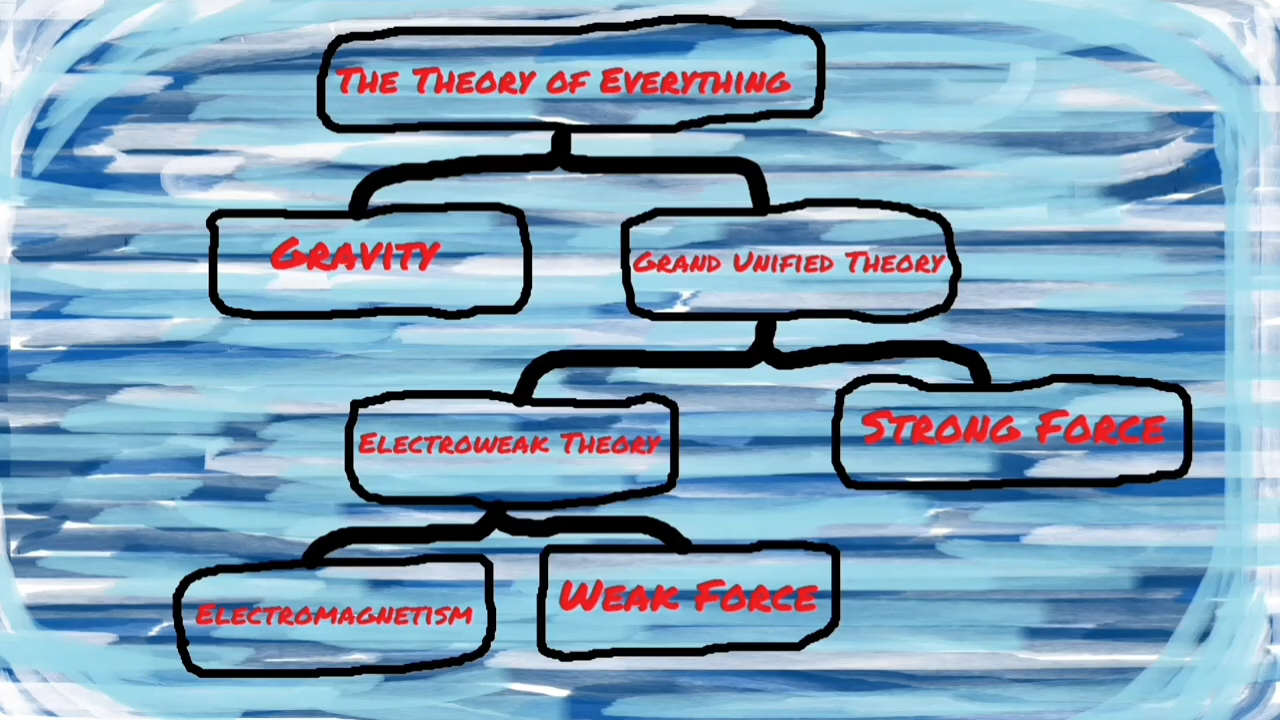 The Theory of Everything
Gravity
Grand Unified Theory
Electroweak Theory
Strong Force
Electromagnetism
Weak Force